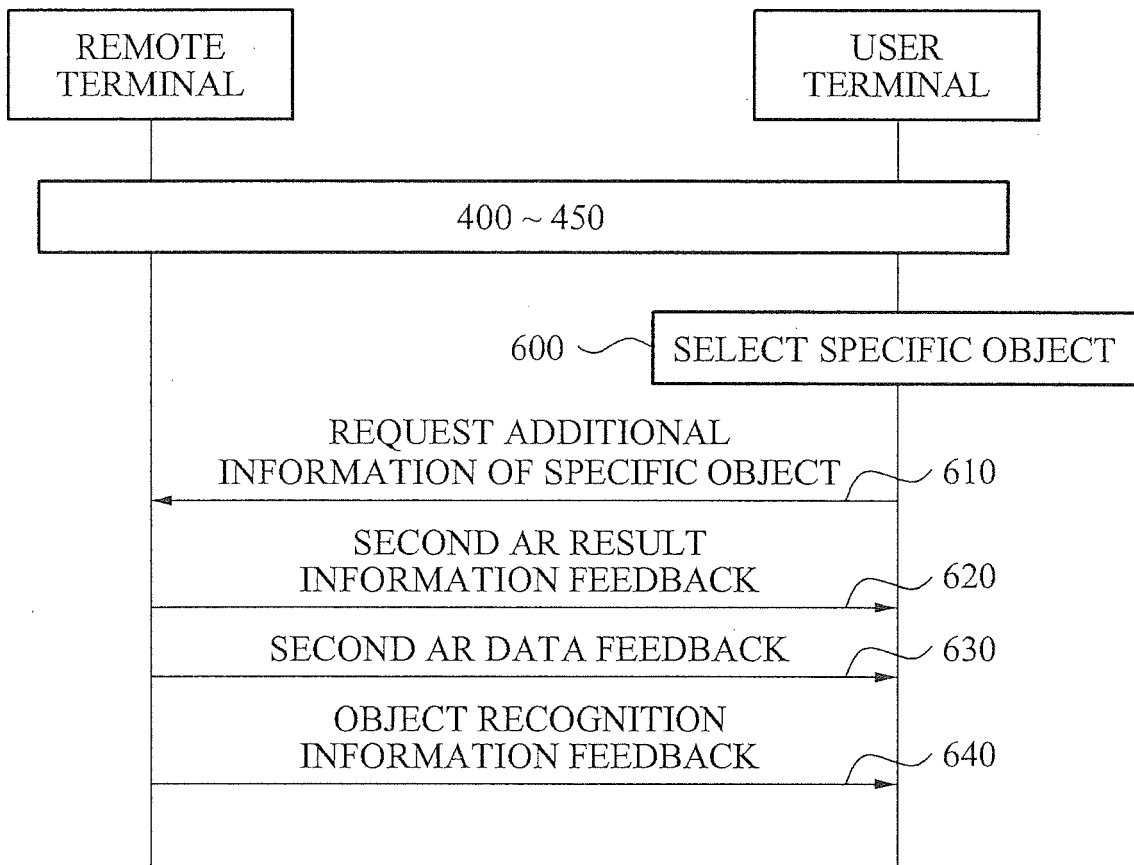 REMOTE
TERMINAL
USER
TERMINAL
400 ~ 450
600
SELECT SPECIFIC OBJECT
REQUEST ADDITIONAL
INFORMATION OF SPECIFIC OBJECT
610
SECOND AR RESULT
INFORMATION FEEDBACK
620
SECOND AR DATA FEEDBACK
630
OBJECT RECOGNITION
INFORMATION FEEDBACK
640